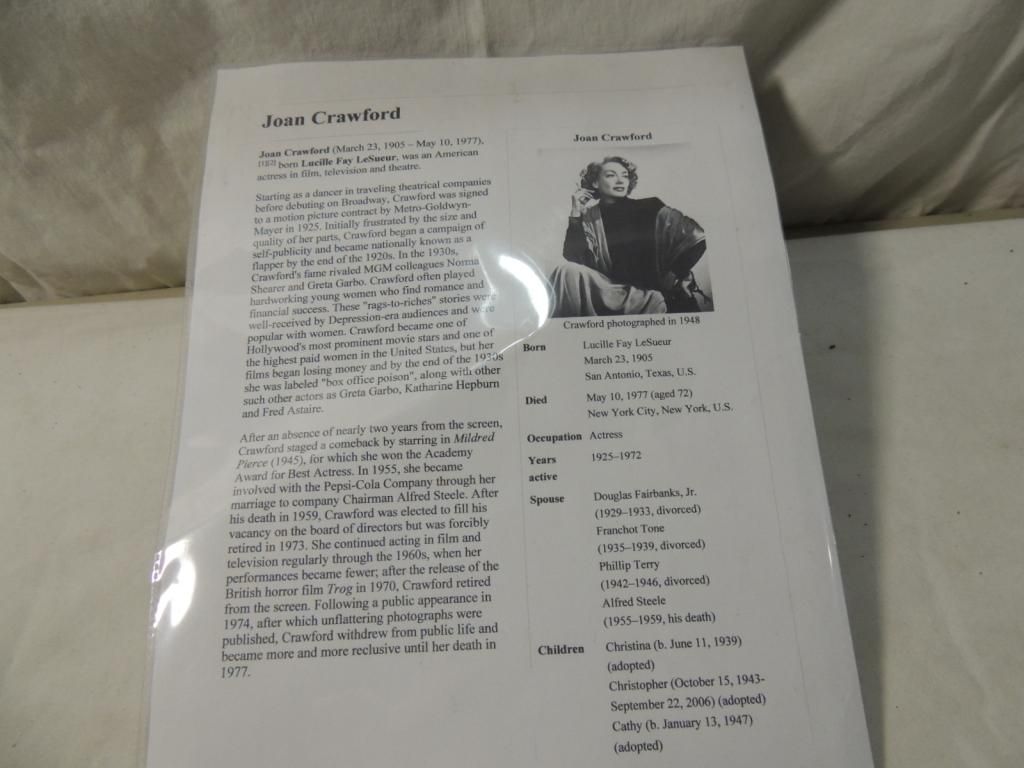 Joan Crawford
Joan Crawford (March 23, 1905 – May 10, 1977),
[1][2] born Lucille Fay LeSueur, was an American
actress in film, television and theatre.
Starting as a dancer in traveling theatrical companies
before debuting on Broadway, Crawford was signed
to a motion picture contract by Metro-Goldwyn-
Mayer in 1925. Initially frustrated by the size and
quality of her parts, Crawford began a campaign of
self-publicity and became nationally known as a
flapper by the end of the 1920s. In the 1930s,
Crawford's fame rivaled MGM colleagues Norma
Shearer and Greta Garbo. Crawford often played
hardworking young women who find romance and
financial success. These "rags-to-riches" stories were
well-received by Depression-era audiences and were
popular with women. Crawford became one of
Hollywood's most prominent movie stars and one of
the highest paid women in the United States, but her
films began losing money and by the end of the 1930s
she was labeled "box office poison", along with other
such other actors as Greta Garbo, Katharine Hepburn
and Fred Astaire.
After an absence of nearly two years from the screen,
Crawford staged a comeback by starring in Mildred
Pierce (1945), for which she won the Academy
Award for Best Actress. In 1955, she became
involved with the Pepsi-Cola Company through her
marriage to company Chairman Alfred Steele. After
his death in 1959, Crawford was elected to fill his
vacancy on the board of directors but was forcibly
retired in 1973. She continued acting in film and
television regularly through the 1960s, when her
performances became fewer; after the release of the
British horror film Trog in 1970, Crawford retired
from the screen. Following a public appearance in
1974, after which unflattering photographs were
published, Crawford withdrew from public life and
became more and more reclusive until her death in
1977.
Joan Crawford
Crawford photographed in 1948
Born Lucille Fay LeSueur
March 23, 1905
San Antonio, Texas, U.S.
Died May 10, 1977 (aged 72)
New York City, New York, U.S.
Occupation Actress
Years 1925–1972
active
Spouse Douglas Fairbanks, Jr.
(1929–1933, divorced)
Franchot Tone
(1935–1939, divorced)
Phillip Terry
(1942–1946, divorced)
Alfred Steele
(1955–1959, his death)
Children Christina (b. June 11, 1939)
(adopted)
Christopher (October 15, 1943-
September 22, 2006) (adopted)
Cathy (b. January 13, 1947)
(adopted)